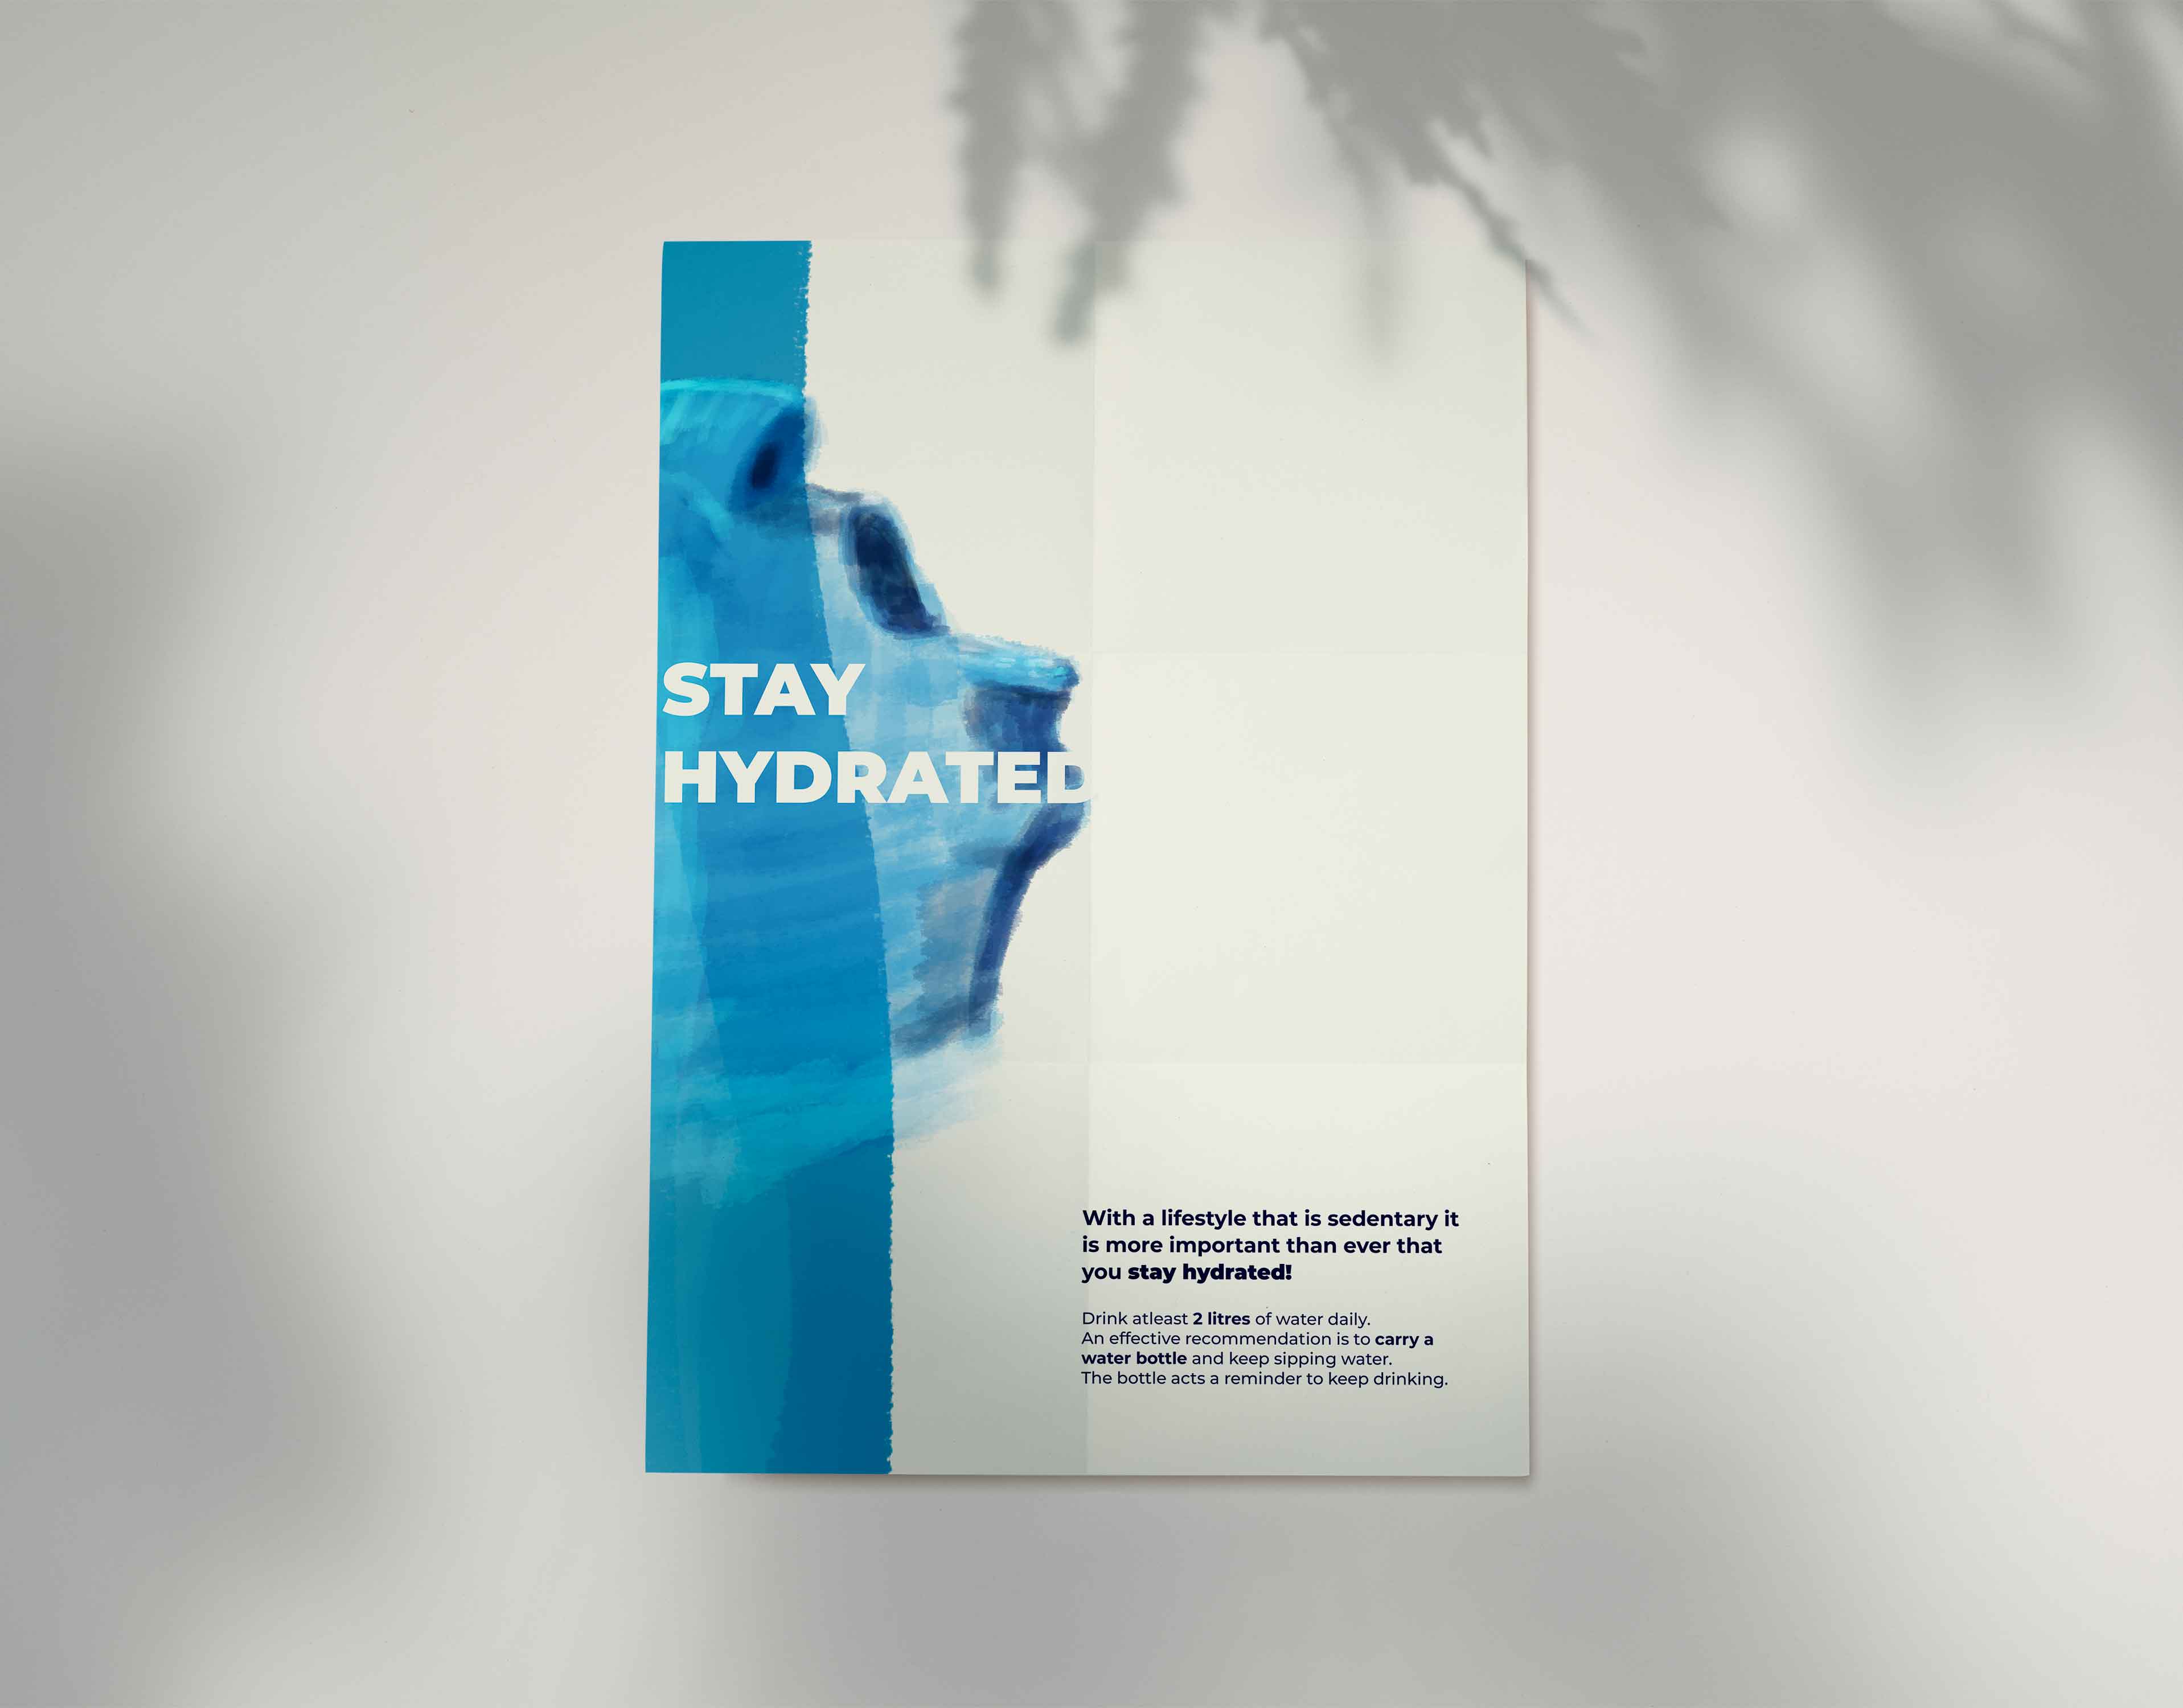 STAY
HYDRATED
With a lifestyle that is sedentary it
is more important than ever that
you stay hydrated!
Drink atleast 2 litres of water daily.
An effective recommendation is to carry a
water bottle and keep sipping water.
The bottle acts a reminder to keep drinking.